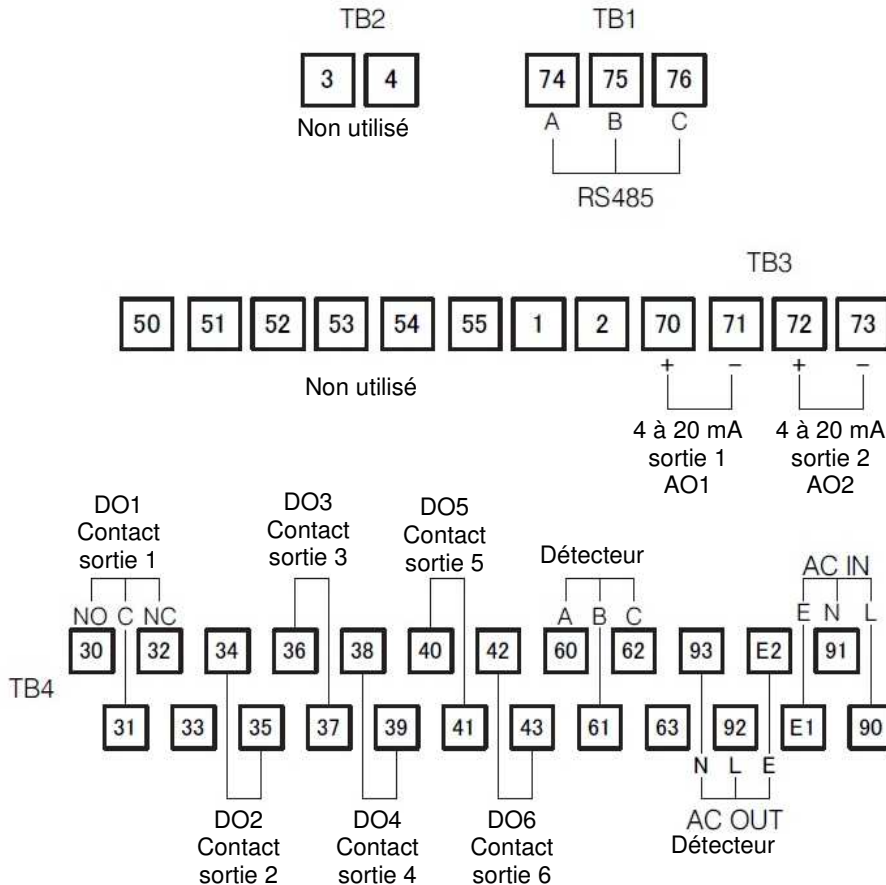 TB2 TB1
3 4 74 75 76
Non utilisé A B C
RS485
TB3
50 51 52 53 54 55 1 2 70 71 72 73
+ − + −
Non utilisé
4 à 20 mA
sortie 1
AO1
4 à 20 mA
sortie 2
AO2
DO1
Contact
sortie 1
DO3
Contact
sortie 3
DO5
Contact
sortie 5
Détecteur
AC IN
NO C NC A B C E N L
30 32 34 36 38 40 42 60 62 93 E2 91
TB4
31 33 35 37 39 41 43 61 63 92 E1 90
N L E
DO2
Contact
sortie 2
DO4
Contact
sortie 4
DO6
Contact
sortie 6
AC OUT
Détecteur